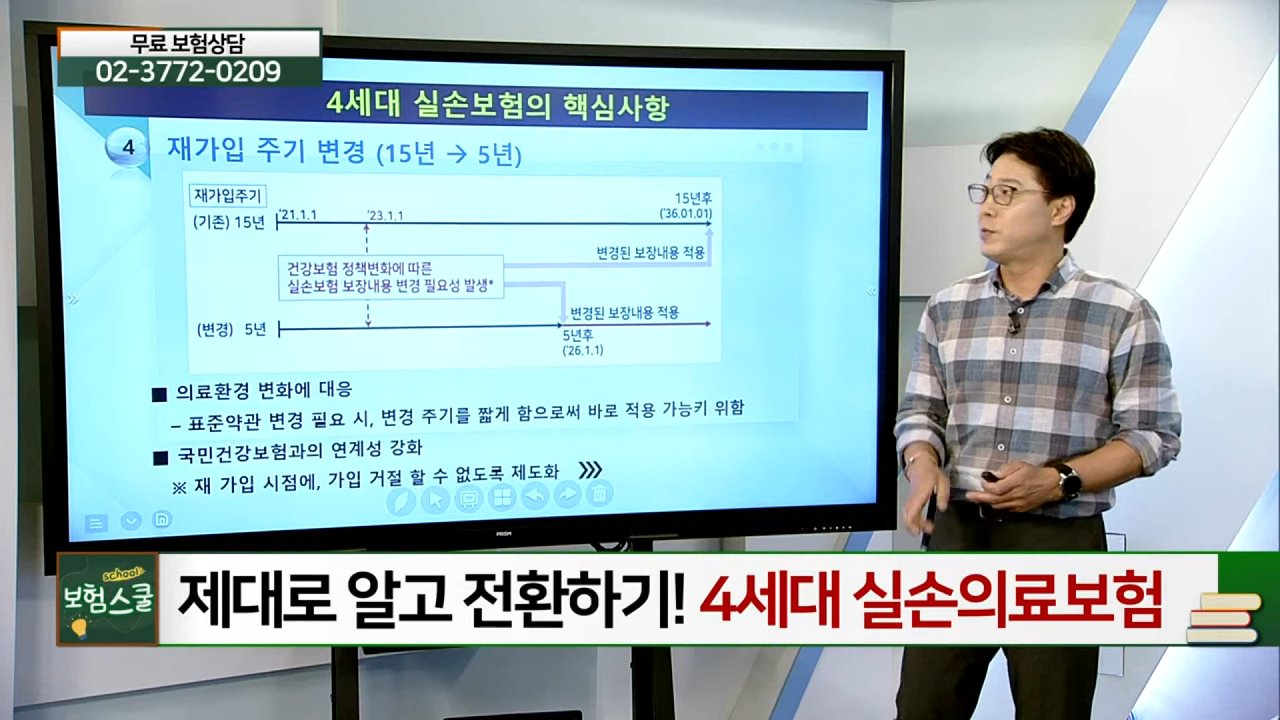 무료 보험상담
02-3772-0209
4세대 실손보험의 핵심사항
4 재가입 주기 변경 (15년 → 5년)
재가입주기
15년후
(기존) 15년 '21.1.1 '23.1.1 ('36.01.01)
변경된 보장내용 적용
건강보험 정책변화에 따른
실손보험 보장내용 변경 필요성 발생*
변경된 보장내용 적용
(변경) 5년
5년후
('26.1.1)
■ 의료환경 변화에 대응
– 표준약관 변경 필요 시, 변경 주기를 짧게 함으로써 바로 적용 가능키 위함
■ 국민건강보험과의 연계성 강화
※ 재 가입 시점에, 가입 거절 할 수 없도록 제도화
PRISM
school
보험스쿨
제대로 알고 전환하기! 4세대 실손의료보험